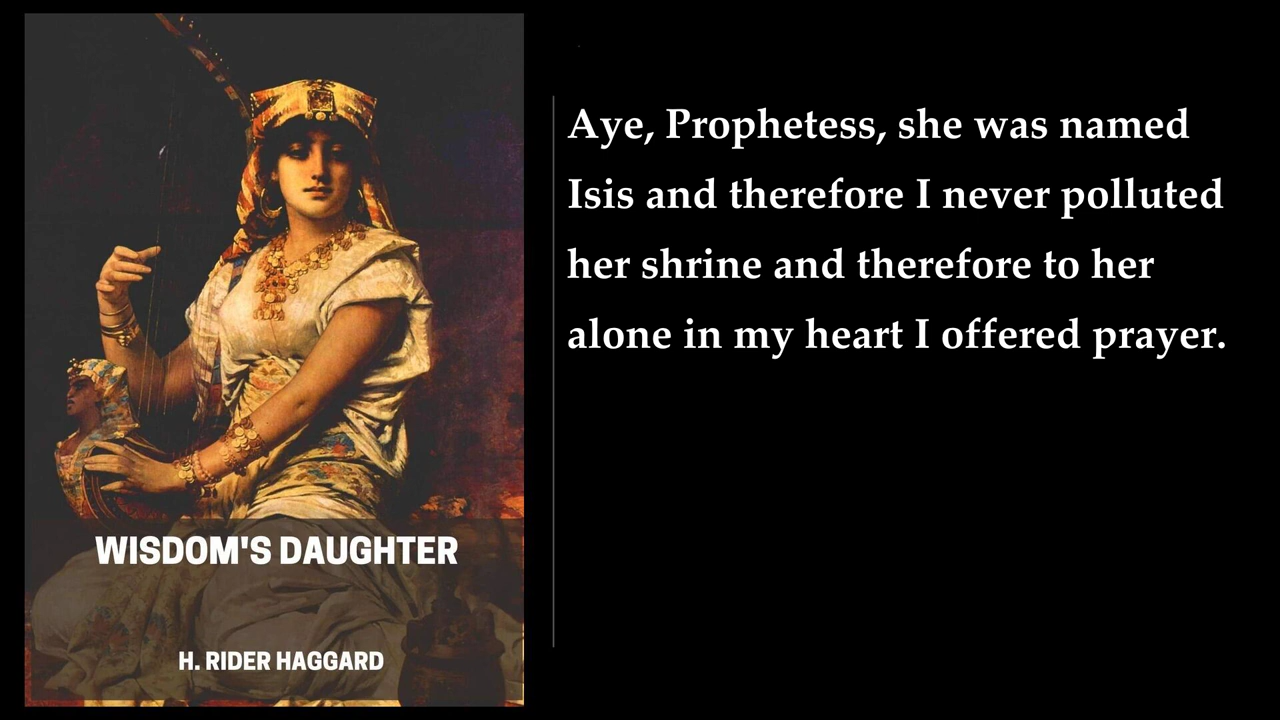 WISDOM'S DAUGHTER
H. RIDER HAGGARD
Aye, Prophetess, she was named
Isis and therefore I never polluted
her shrine and therefore to her
alone in my heart I offered prayer.